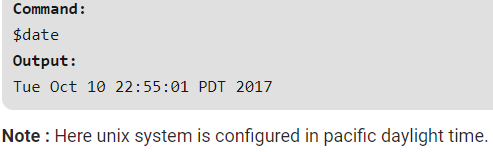 Command:
$date
Output:
Tue Oct 10 22:55:01 PDT 2017
Note : Here unix system is configured in pacific daylight time.